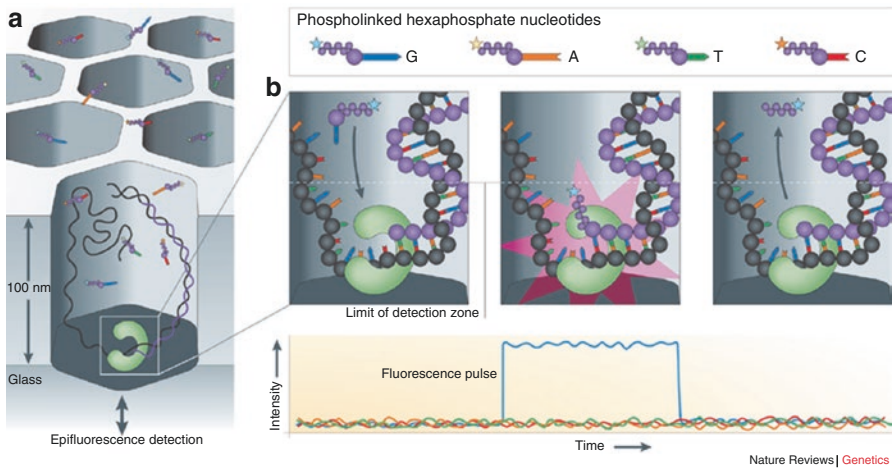 a
Phospholinked hexaphosphate nucleotides
G
A
T
C
b
100 nm
Limit of detection zone
Glass
Epifluorescence detection
Intensity
Fluorescence pulse
Time
Nature Reviews | Genetics